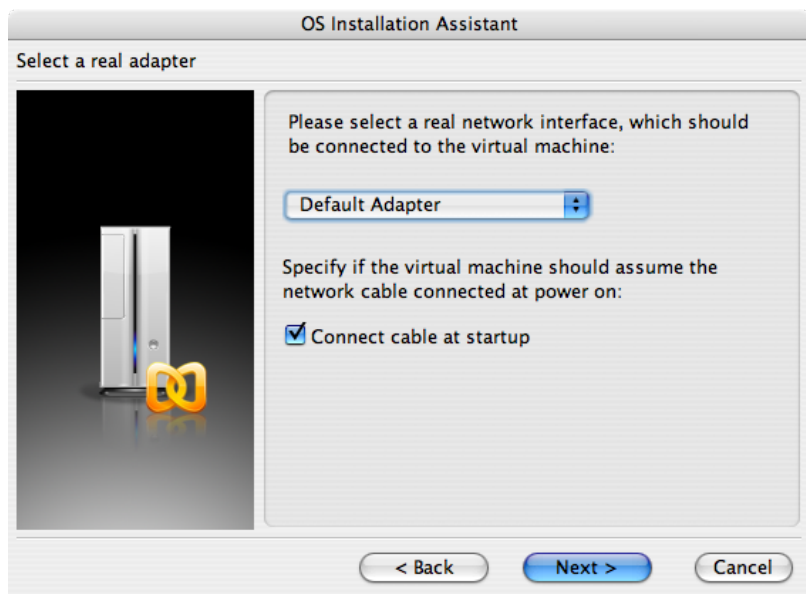 OS Installation Assistant
Select a real adapter
Please select a real network interface, which should
be connected to the virtual machine:
Default Adapter
Specify if the virtual machine should assume the
network cable connected at power on:
Connect cable at startup
< Back
Next >
Cancel